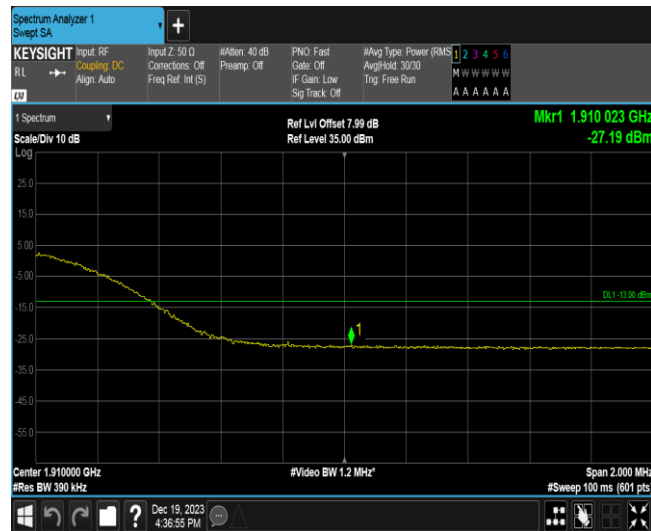 Spectrum Analyzer 1
Swept SA
+
KEYSIGHT
RL
LXI
Input: RF
Coupling: DC
Align: Auto
Input Z: 50 Ω
Corrections: Off
Freq Ref: Int (S)
#Atten: 40 dB
Preamp: Off
PNO: Fast
Gate: Off
IF Gain: Low
Sig Track: Off
#Avg Type: Power (RMS
Avg|Hold: 30/30
Trig: Free Run
1 2 3 4 5 6
M W W W W W
A A A A A A
1 Spectrum
Scale/Div 10 dB
Log
Ref Lvl Offset 7.99 dB
Ref Level 35.00 dBm
Mkr1 1.910 023 GHz
-27.19 dBm
25.0
15.0
5.00
-5.00
DL1 -13.00 dBm
-15.0
1
-25.0
-35.0
-45.0
-55.0
Center 1.910000 GHz
#Video BW 1.2 MHz*
Span 2.000 MHz
#Res BW 390 kHz
#Sweep 100 ms (601 pts)
?
Dec 19, 2023
4:36:55 PM